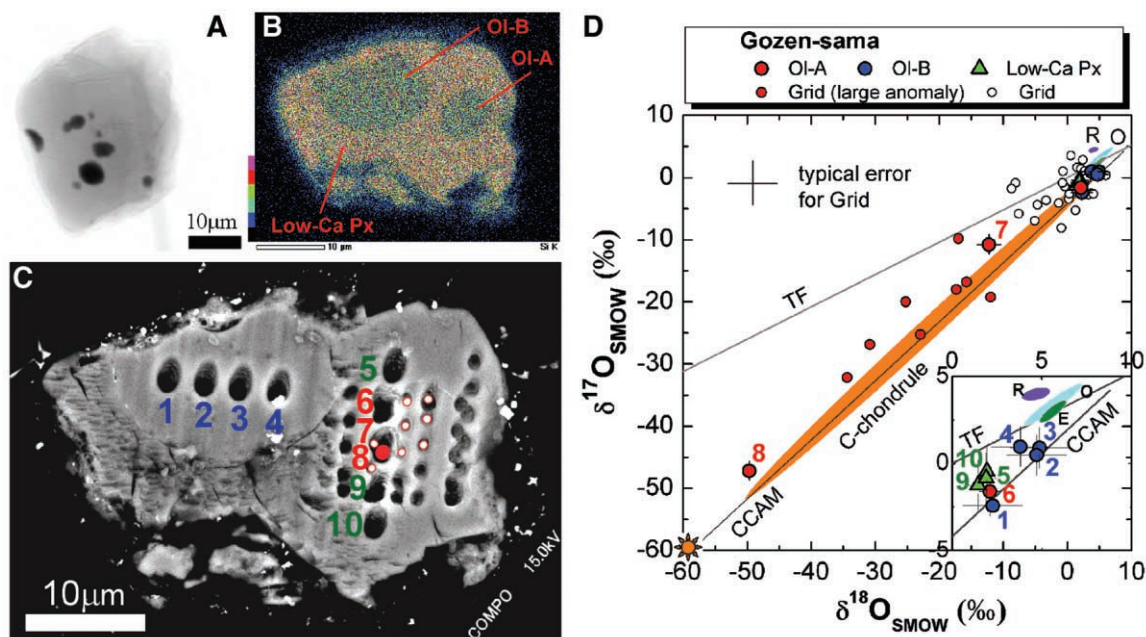 A
10μm
B
Ol-B
Ol-A
Low-Ca Px
10 μm
Si K
C
1
2
3
4
5
6
7
8
9
10
10μm
COMPO
15.0kV
D
Gozen-sama
Ol-A Ol-B Low-Ca Px
Grid (large anomaly) Grid
typical error
for Grid
δ17OSMOW (‰)
10
0
-10
-20
-30
-40
-50
-60
-60 -50 -40 -30 -20 -10 0 10
δ18OSMOW (‰)
TF
CCAM
C-chondrule
R
O
7
8
0 5 10
5
0
-5
R
O
E
TF
CCAM
4
3
2
10
5
9
6
1